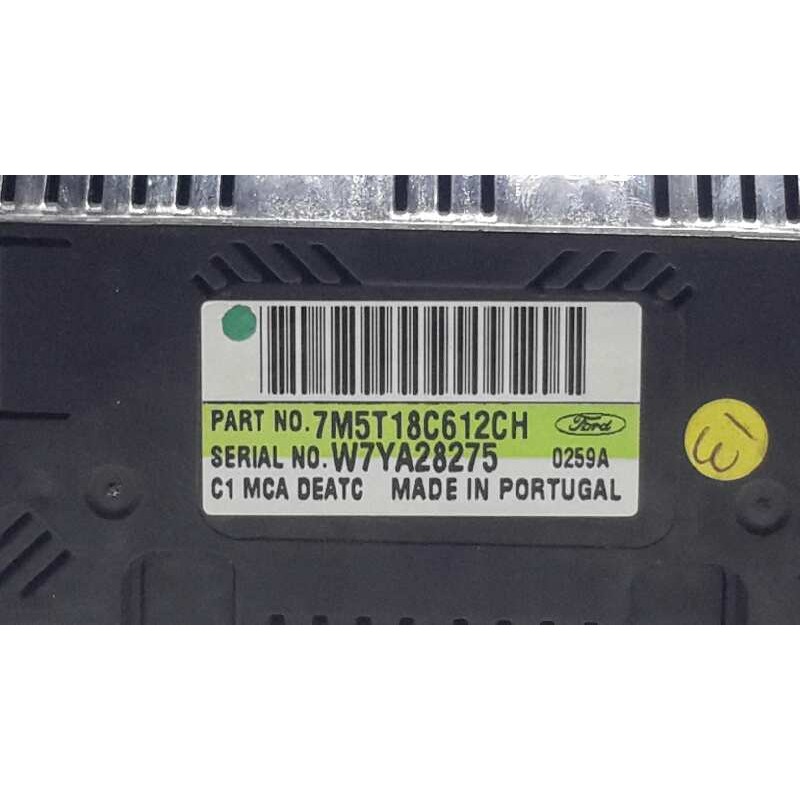 PART NO. 7M5T18C612CH Ford
SERIAL NO. W7YA28275 0259A
C1 MCA DEATC MADE IN PORTUGAL